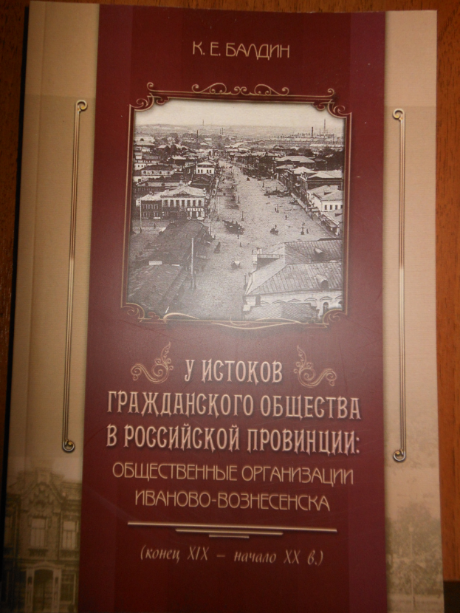 К. Е. БАЛДИН
У ИСТОКОВ
ГРАЖДАНСКОГО ОБЩЕСТВА
В РОССИЙСКОЙ ПРОВИНЦИИ:
ОБЩЕСТВЕННЫЕ ОРГАНИЗАЦИИ
ИВАНОВО-ВОЗНЕСЕНСКА
(конец XIX – начало XX в.)